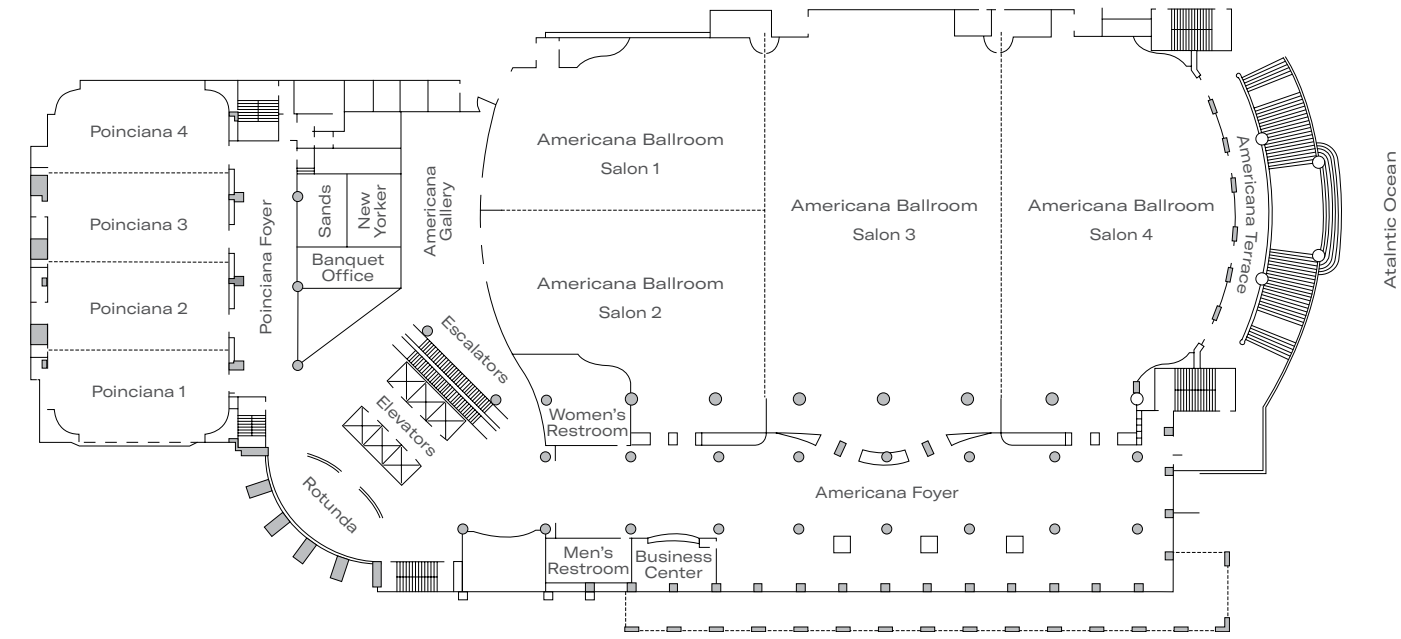 Poinciana 4
Poinciana 3
Poinciana 2
Poinciana 1
Poinciana Foyer
Sands
New
Yorker
Banquet
Office
Americana
Gallery
Escalators
Elevators
Rotunda
Americana Ballroom
Salon 1
Americana Ballroom
Salon 2
Americana Ballroom
Salon 3
Americana Ballroom
Salon 4
Americana Terrace
Atalntic Ocean
Women's
Restroom
Americana Foyer
Men's
Restroom
Business
Center